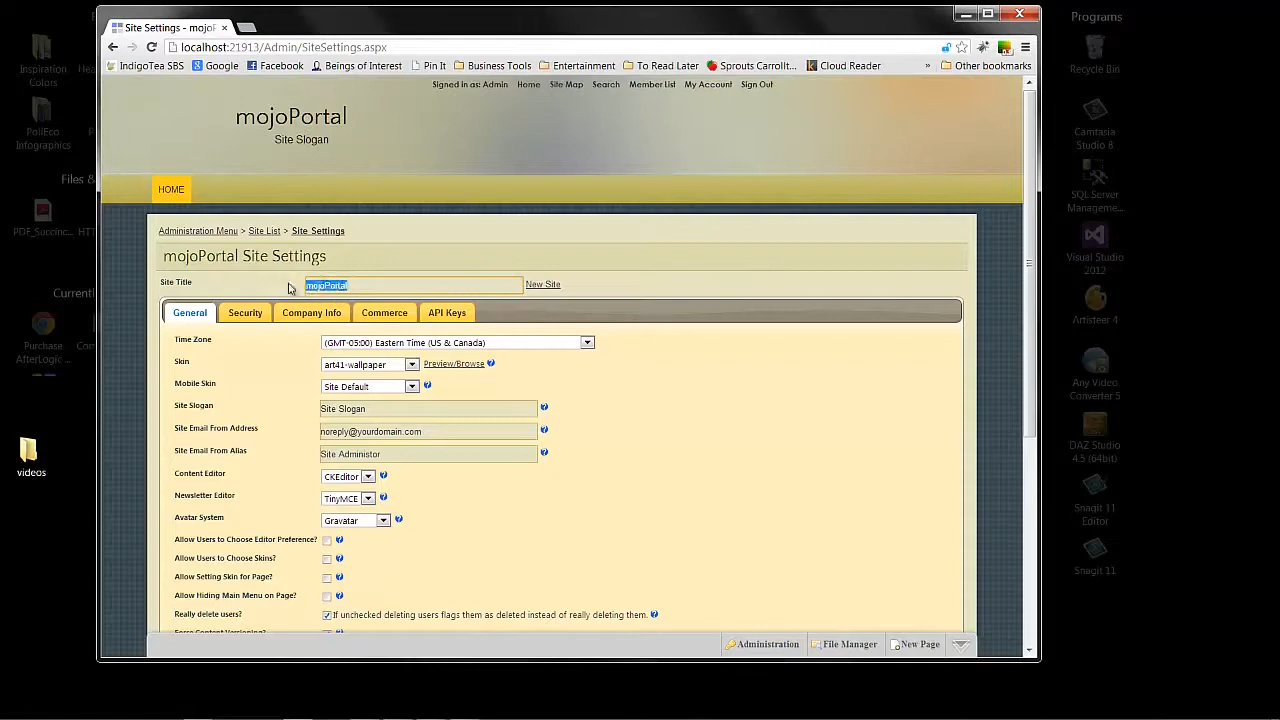 Site Settings - mojoP
localhost:21913/Admin/SiteSettings.aspx
IndigoTea SBS Google Facebook Beings of Interest Pin It Business Tools Entertainment To Read Later Sprouts Carrollt... Cloud Reader » Other bookmarks
Signed in as: Admin Home Site Map Search Member List My Account Sign Out
mojoPortal
Site Slogan
HOME
Administration Menu > Site List > Site Settings
mojoPortal Site Settings
Site Title mojoPortal New Site
General Security Company Info Commerce API Keys
Time Zone (GMT-05:00) Eastern Time (US & Canada)
Skin art41-wallpaper Preview/Browse
Mobile Skin Site Default
Site Slogan Site Slogan
Site Email From Address noreply@yourdomain.com
Site Email From Alias Site Administor
Content Editor CKEditor
Newsletter Editor TinyMCE
Avatar System Gravatar
Allow Users to Choose Editor Preference?
Allow Users to Choose Skins?
Allow Setting Skin for Page?
Allow Hiding Main Menu on Page?
Really delete users? If unchecked deleting users flags them as deleted instead of really deleting them.
Force Content Versioning?
Administration File Manager New Page
Inspiration
Colors
PoliEco
Infographics
Files &
PDF_Succinc...
Currentl
Purchase
AfterLogic ...
videos
Programs
Recycle Bin
Camtasia
Studio 8
SQL Server
Manageme...
Visual Studio
2012
Artisteer 4
Any Video
Converter 5
DAZ Studio
4.5 (64bit)
Snagit 11
Editor
Snagit 11